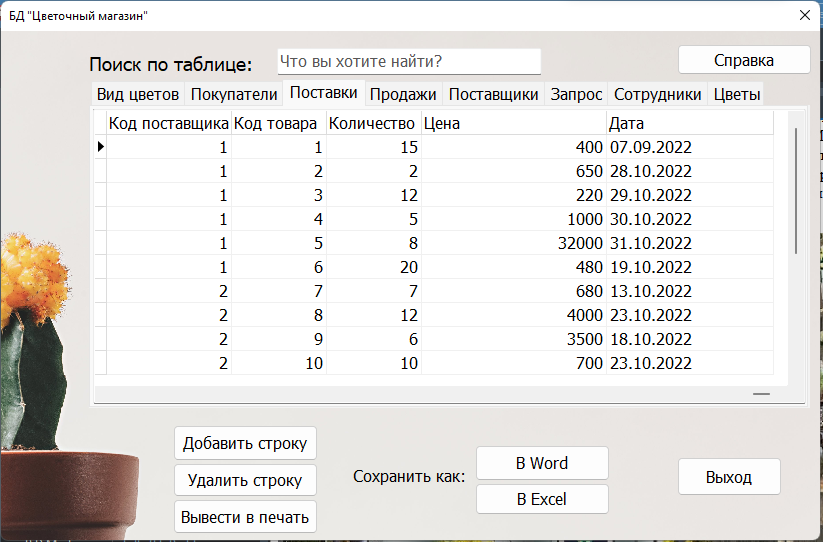 БД "Цветочный магазин"
Поиск по таблице: Что вы хотите найти? Справка
Вид цветов Покупатели Поставки Продажи Поставщики Запрос Сотрудники Цветы
Код поставщика Код товара Количество Цена Дата
1 1 15 400 07.09.2022
1 2 2 650 28.10.2022
1 3 12 220 29.10.2022
1 4 5 1000 30.10.2022
1 5 8 32000 31.10.2022
1 6 20 480 19.10.2022
2 7 7 680 13.10.2022
2 8 12 4000 23.10.2022
2 9 6 3500 18.10.2022
2 10 10 700 23.10.2022
Добавить строку
Удалить строку
Вывести в печать
Сохранить как:
В Word
В Excel
Выход